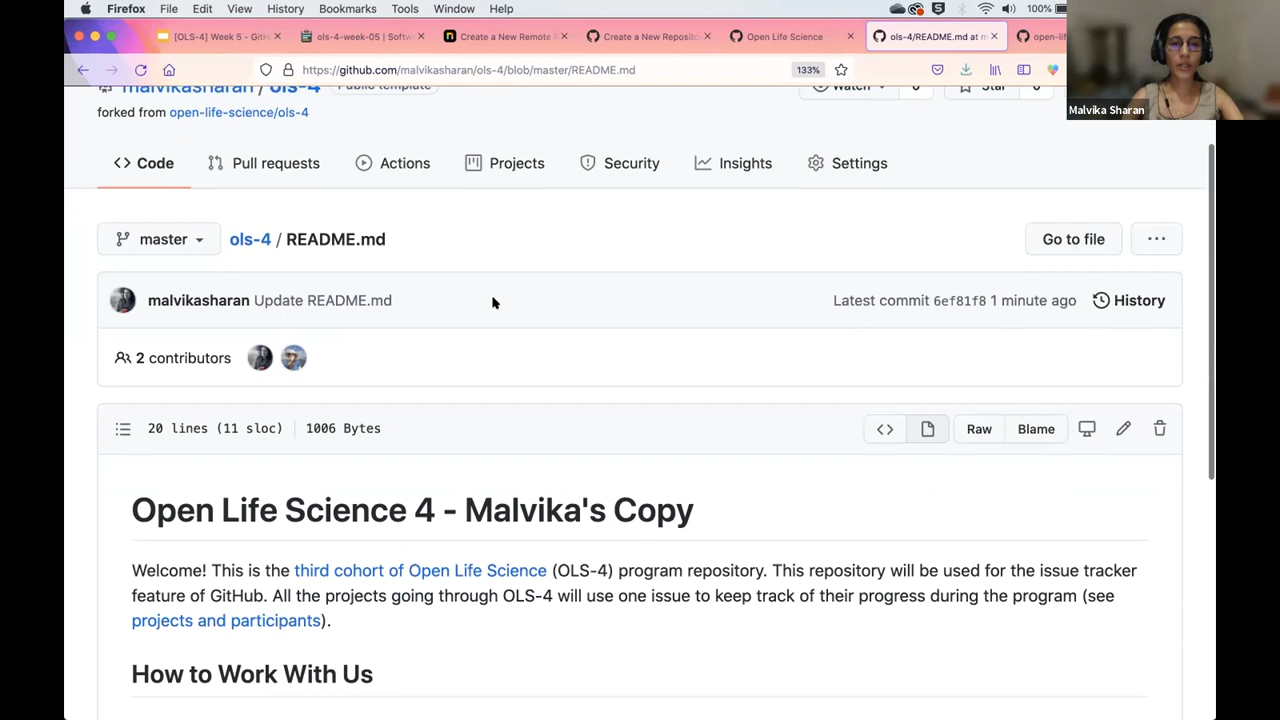 Firefox File Edit View History Bookmarks Tools Window Help 100%
[OLS-4] Week 5 - GitH
ols-4-week-05 | Softw
Create a New Remote R
Create a New Reposito
Open Life Science
ols-4/README.md at m
open-lif
https://github.com/malvikasharan/ols-4/blob/master/README.md 133%
malvikasharan / ols-4 Public template Watch 0 Star 0
forked from open-life-science/ols-4
Malvika Sharan
Code Pull requests Actions Projects Security Insights Settings
master ols-4 / README.md Go to file
malvikasharan Update README.md Latest commit 6ef81f8 1 minute ago History
2 contributors
20 lines (11 sloc) 1006 Bytes Raw Blame
Open Life Science 4 - Malvika's Copy
Welcome! This is the third cohort of Open Life Science (OLS-4) program repository. This repository will be used for the issue tracker
feature of GitHub. All the projects going through OLS-4 will use one issue to keep track of their progress during the program (see
projects and participants).
How to Work With Us